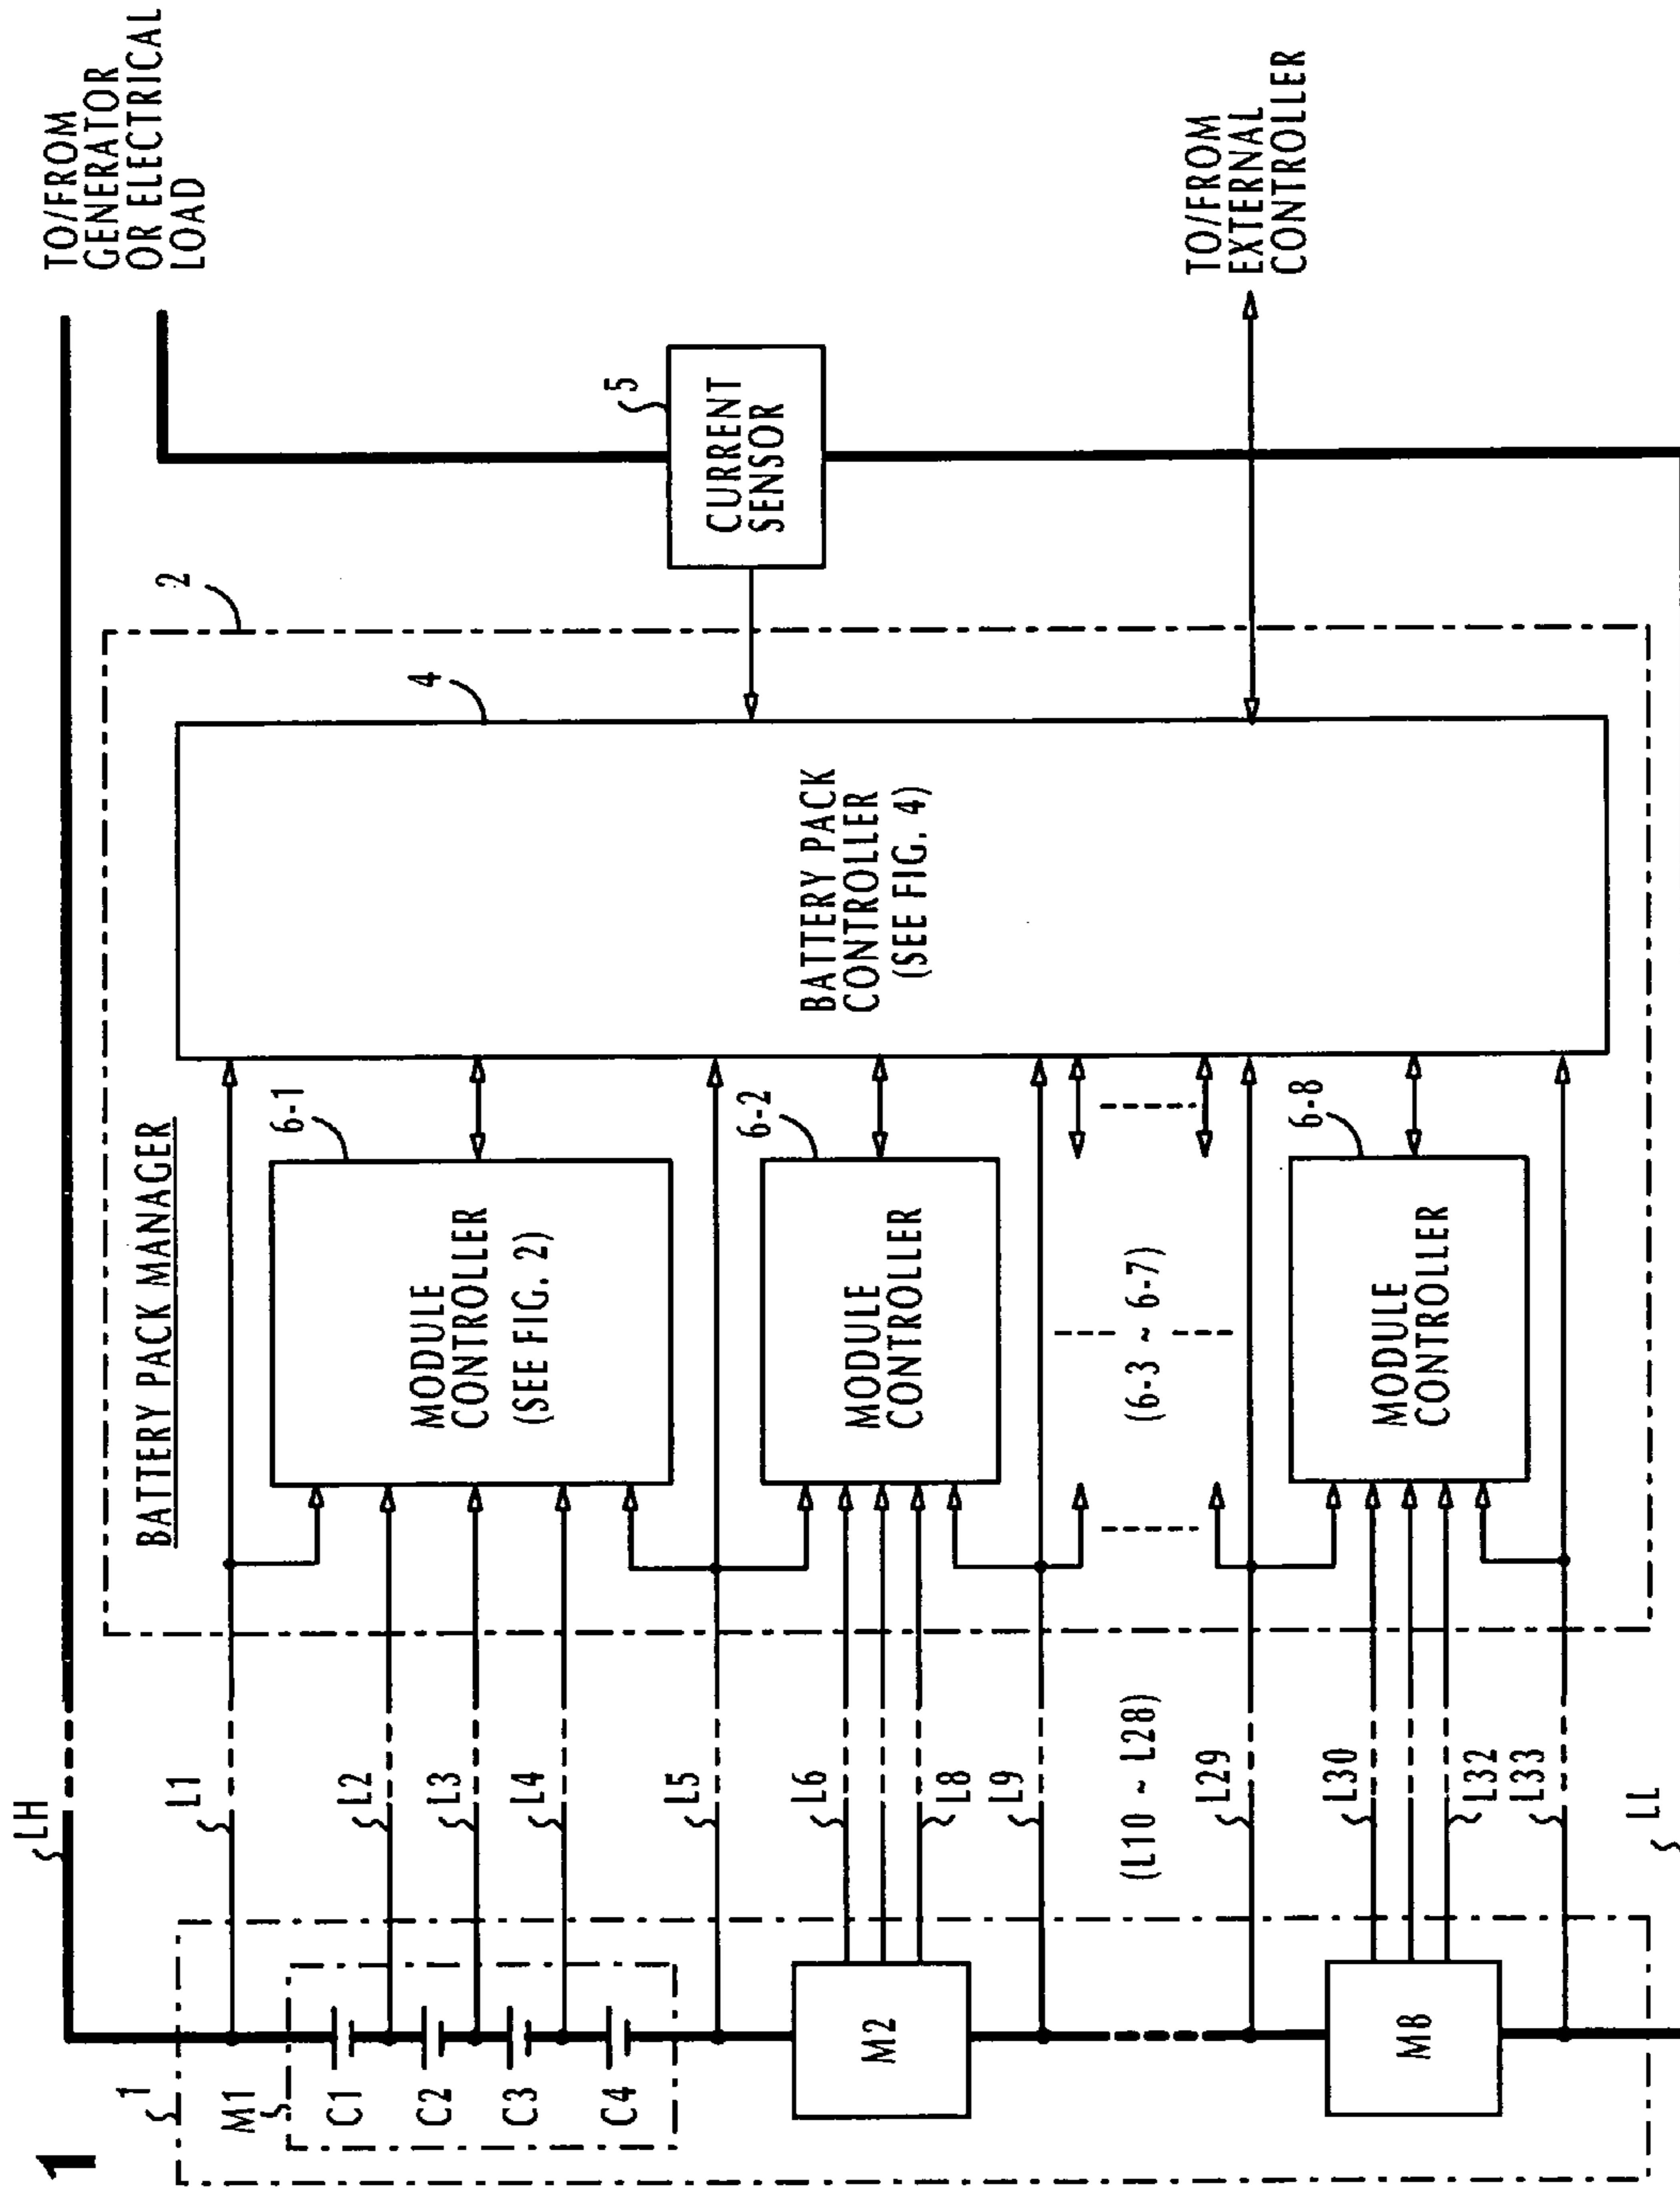 1
1
M1
C1
C2
C3
C4
M2
M8
LH
L1
L2
L3
L4
L5
L6
L8
L9
(L10 ~ L28)
L29
L30
L32
L33
LL
BATTERY PACK MANAGER
MODULE
CONTROLLER
(SEE FIG. 2)
6-1
MODULE
CONTROLLER
6-2
(6-3 ~ 6-7)
MODULE
CONTROLLER
6-8
BATTERY PACK
CONTROLLER
(SEE FIG. 4)
4
2
CURRENT
SENSOR
5
TO/FROM
GENERATOR
OR ELECTRICAL
LOAD
TO/FROM
EXTERNAL
CONTROLLER